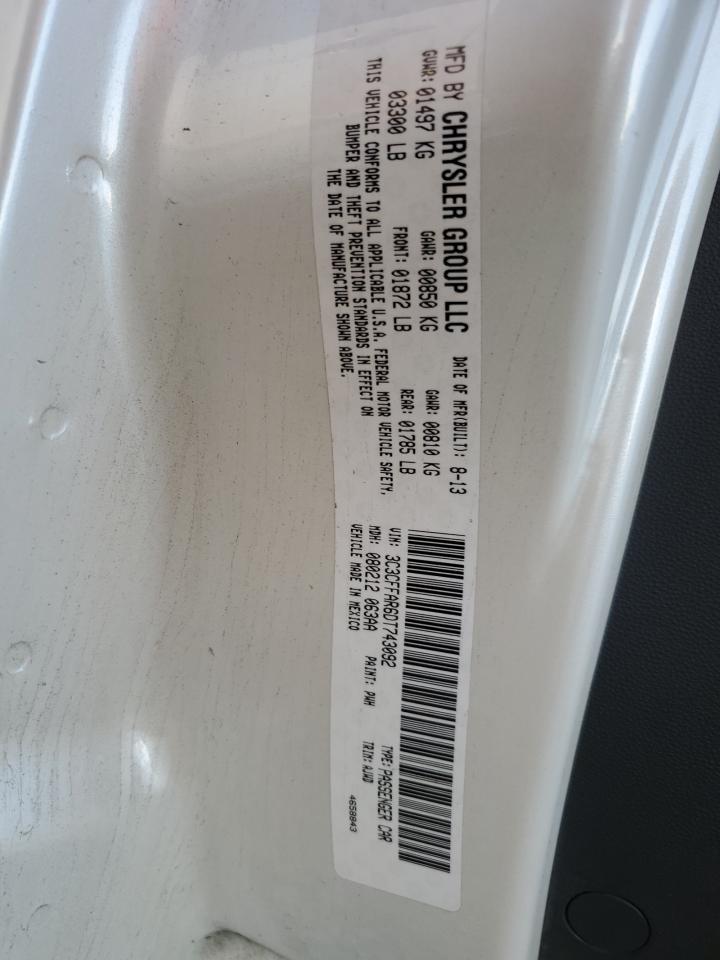 MFD BY CHRYSLER GROUP LLC DATE OF MFR(BUILT): 8-13
GVWR: 01497 KG GAWR: 00850 KG GAWR: 00810 KG
03300 LB FRONT: 01872 LB REAR: 01785 LB
THIS VEHICLE CONFORMS TO ALL APPLICABLE U.S.A. FEDERAL MOTOR VEHICLE SAFETY,
BUMPER AND THEFT PREVENTION STANDARDS IN EFFECT ON
THE DATE OF MANUFACTURE SHOWN ABOVE.
VIN: 3C3CFFAR6DT743092 TYPE: PASSENGER CAR
MDH: 080212 063AA PAINT: PWH TRIM:
VEHICLE MADE IN MEXICO 4658843